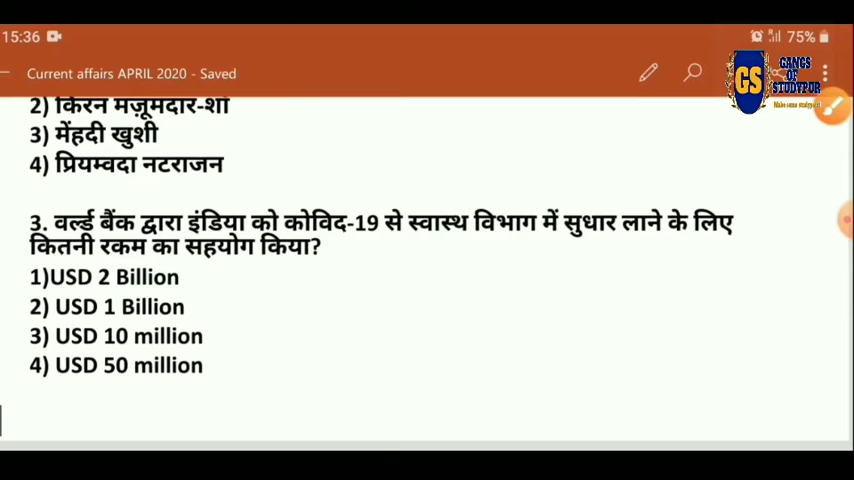 15:36
75%
Current affairs APRIL 2020 - Saved
GS
GANGS
OF
STUDYPUR
2) किरन मज़ूमदार-शॉ
3) मेंहदी खुशी
4) प्रियम्वदा नटराजन
3. वर्ल्ड बैंक द्वारा इंडिया को कोविद-19 से स्वास्थ विभाग में सुधार लाने के लिए
कितनी रकम का सहयोग किया?
1)USD 2 Billion
2) USD 1 Billion
3) USD 10 million
4) USD 50 million